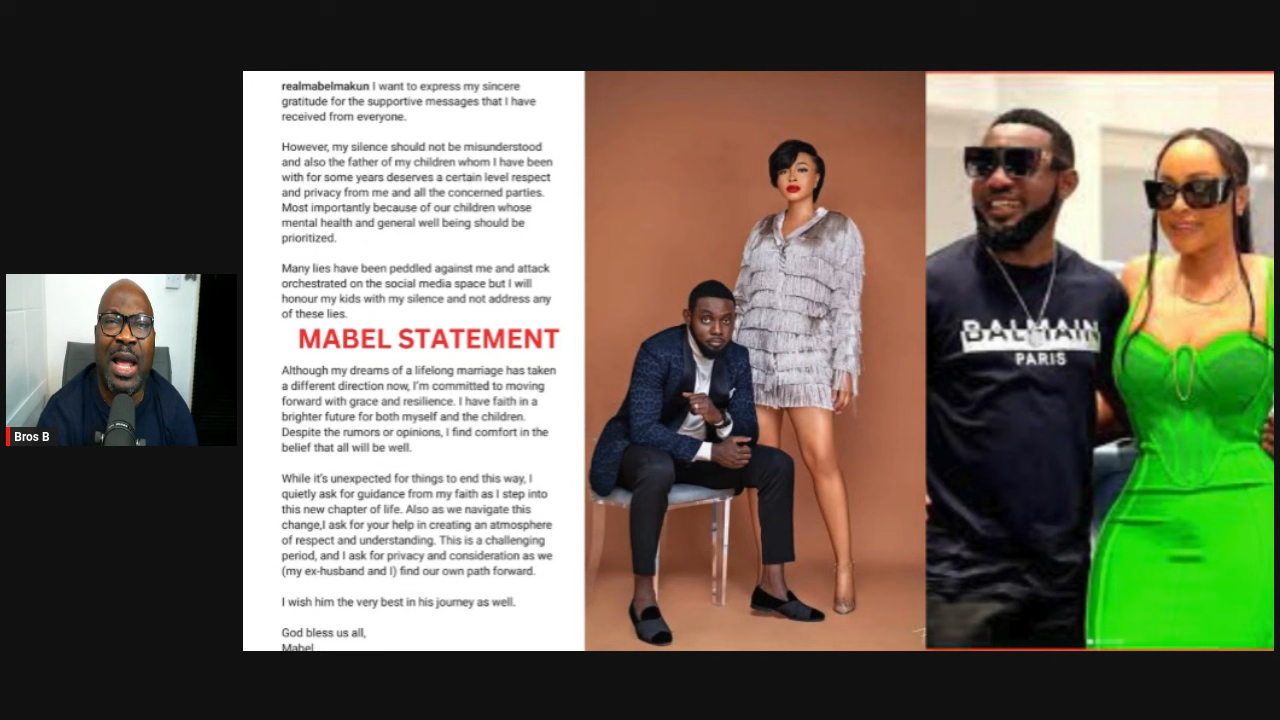 realmabelmakun I want to express my sincere
gratitude for the supportive messages that I have
received from everyone.
However, my silence should not be misunderstood
and also the father of my children whom I have been
with for some years deserves a certain level respect
and privacy from me and all the concerned parties.
Most importantly because of our children whose
mental health and general well being should be
prioritized.
Many lies have been peddled against me and attack
orchestrated on the social media space but I will
honour my kids with my silence and not address any
of these lies.
MABEL STATEMENT
Although my dreams of a lifelong marriage has taken
a different direction now, I'm committed to moving
forward with grace and resilience. I have faith in a
brighter future for both myself and the children.
Despite the rumors or opinions, I find comfort in the
belief that all will be well.
While it's unexpected for things to end this way, I
quietly ask for guidance from my faith as I step into
this new chapter of life. Also as we navigate this
change,I ask for your help in creating an atmosphere
of respect and understanding. This is a challenging
period, and I ask for privacy and consideration as we
(my ex-husband and I) find our own path forward.
I wish him the very best in his journey as well.
God bless us all,
Mabel
BALMAIN
PARIS
Bros B